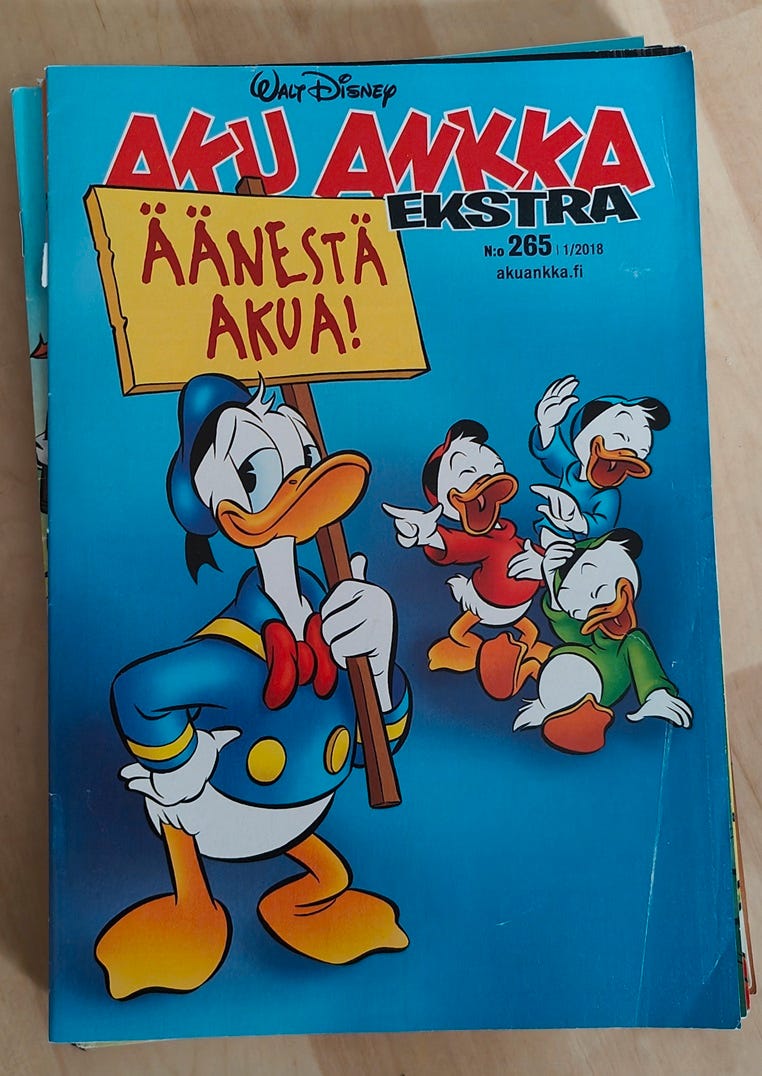 WALT DISNEY
AKU ANKKA
EKSTRA
N:o 265 | 1/2018
akuankka.fi
ÄÄNESTÄ
AKUA!